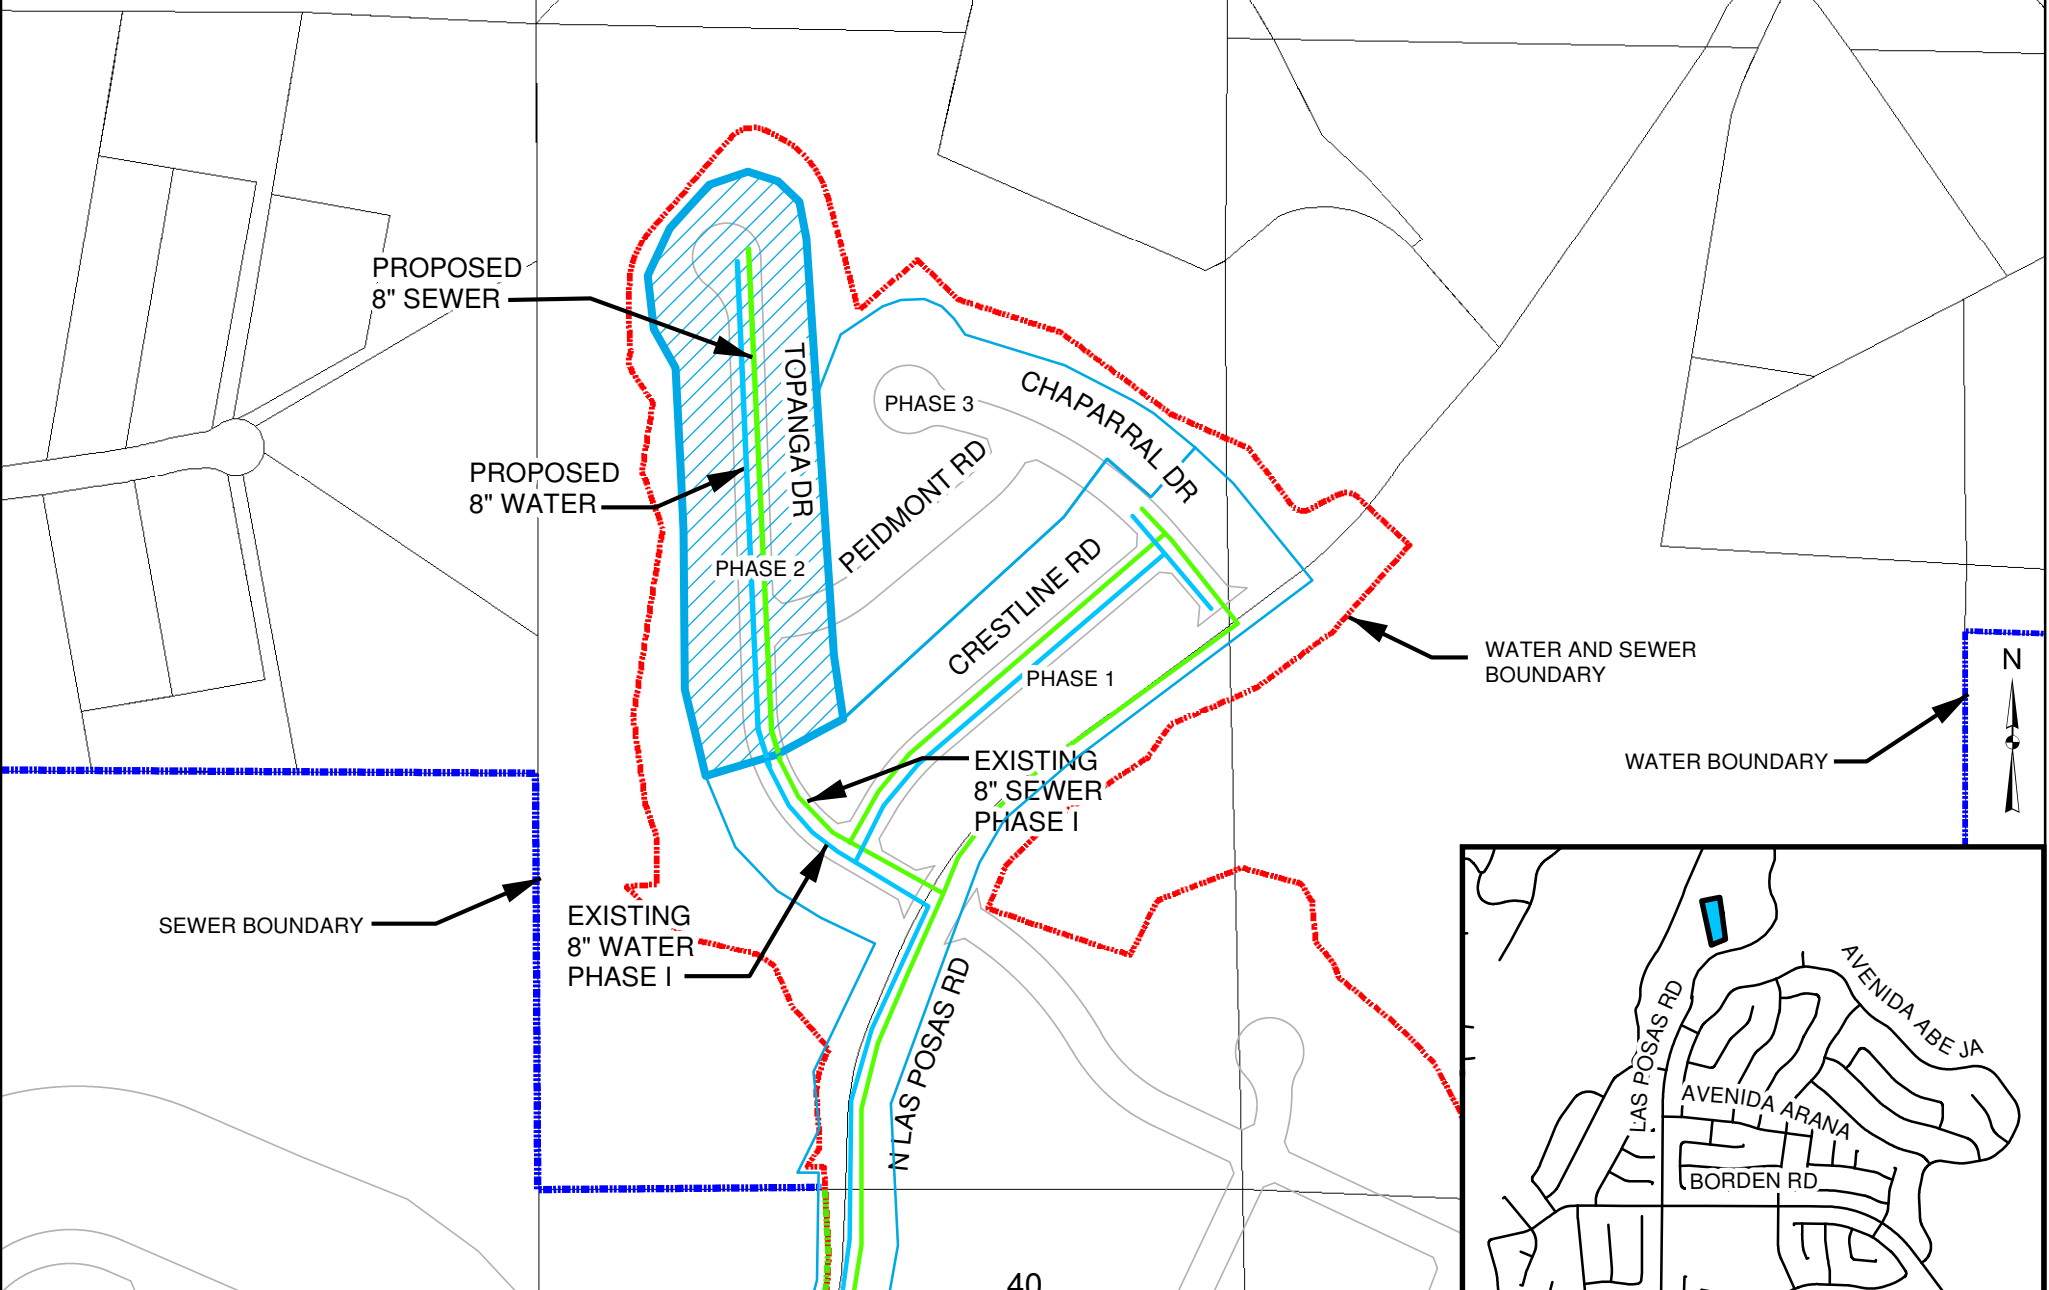 PROPOSED
8" SEWER
TOPANGA DR
PHASE 3
CHAPARRAL DR
PROPOSED
8" WATER
PEIDMONT RD
PHASE 2
CRESTLINE RD
PHASE 1
WATER AND SEWER
BOUNDARY
N
WATER BOUNDARY
EXISTING
8" SEWER
PHASE I
SEWER BOUNDARY
EXISTING
8" WATER
PHASE I
N LAS POSAS RD
40
LAS POSAS RD
AVENIDA ABE JA
AVENIDA ARANA
BORDEN RD